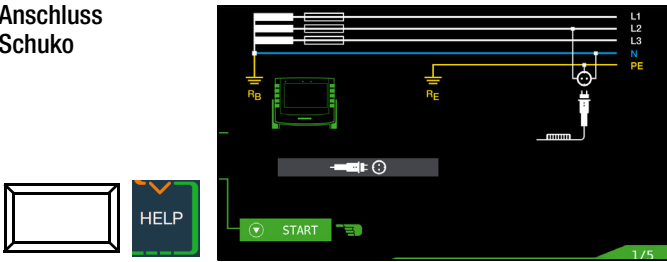 Anschluss
Schuko
L1
L2
L3
N
PE
RB
RE
HELP
START
1/5